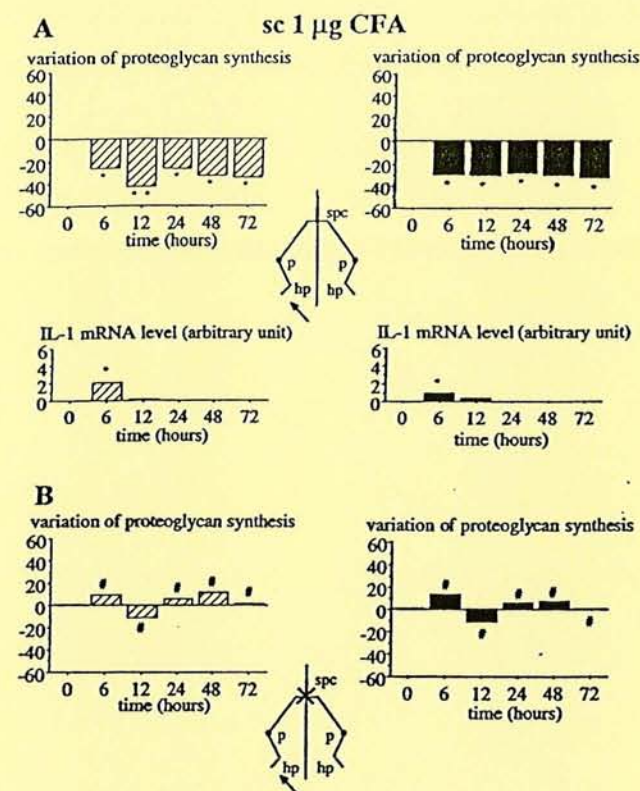 A
sc 1 µg CFA
variation of proteoglycan synthesis
60
40
20
0
-20
-40
-60
0 6 12 24 48 72
time (hours)
variation of proteoglycan synthesis
60
40
20
0
-20
-40
-60
0 6 12 24 48 72
time (hours)
spc
p p
hp hp
IL-1 mRNA level (arbitrary unit)
6
4
2
0
0 6 12 24 48 72
time (hours)
IL-1 mRNA level (arbitrary unit)
6
4
2
0
0 6 12 24 48 72
time (hours)
B
variation of proteoglycan synthesis
60
40
20
0
-20
-40
-60
# # # # #
0 6 12 24 48 72
time (hours)
variation of proteoglycan synthesis
60
40
20
0
-20
-40
-60
# # # # #
0 6 12 24 48 72
time (hours)
spc
p p
hp hp